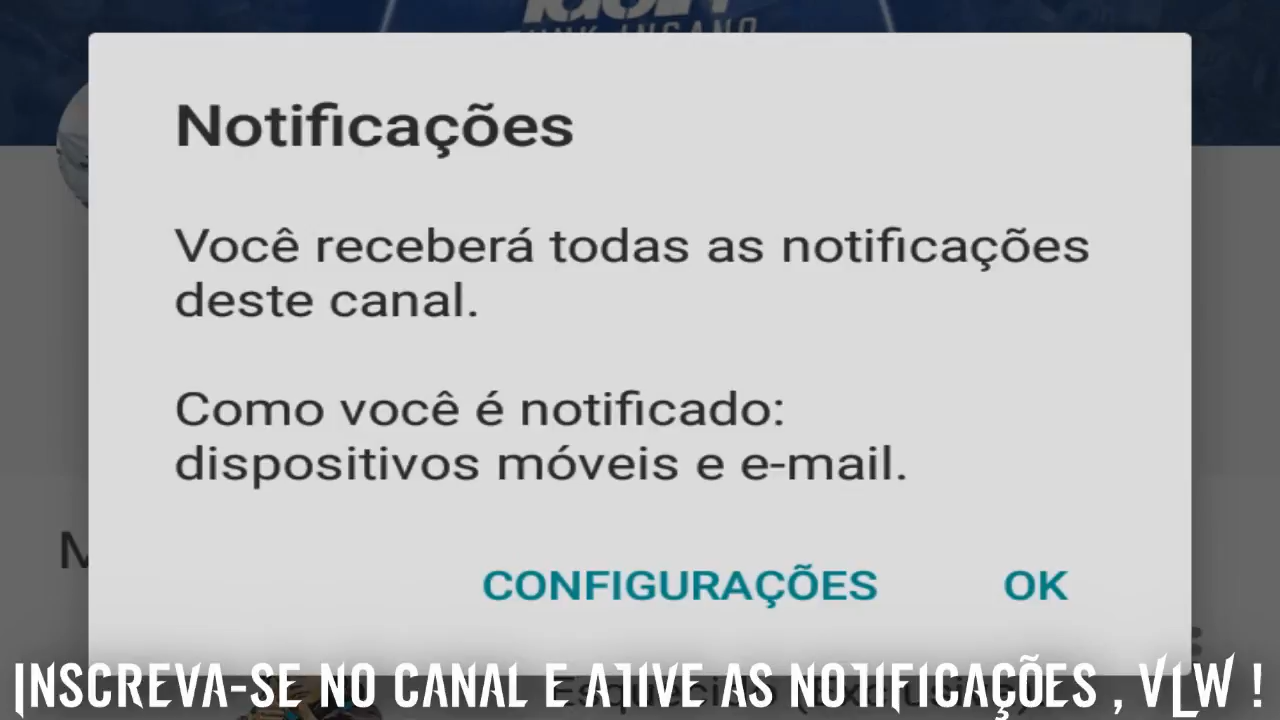 Notificações
Você receberá todas as notificações
deste canal.
Como você é notificado:
dispositivos móveis e e-mail.
CONFIGURAÇÕES OK
INSCREVA-SE NO CANAL E ATIVE AS NOTIFICAÇÕES , VLW !